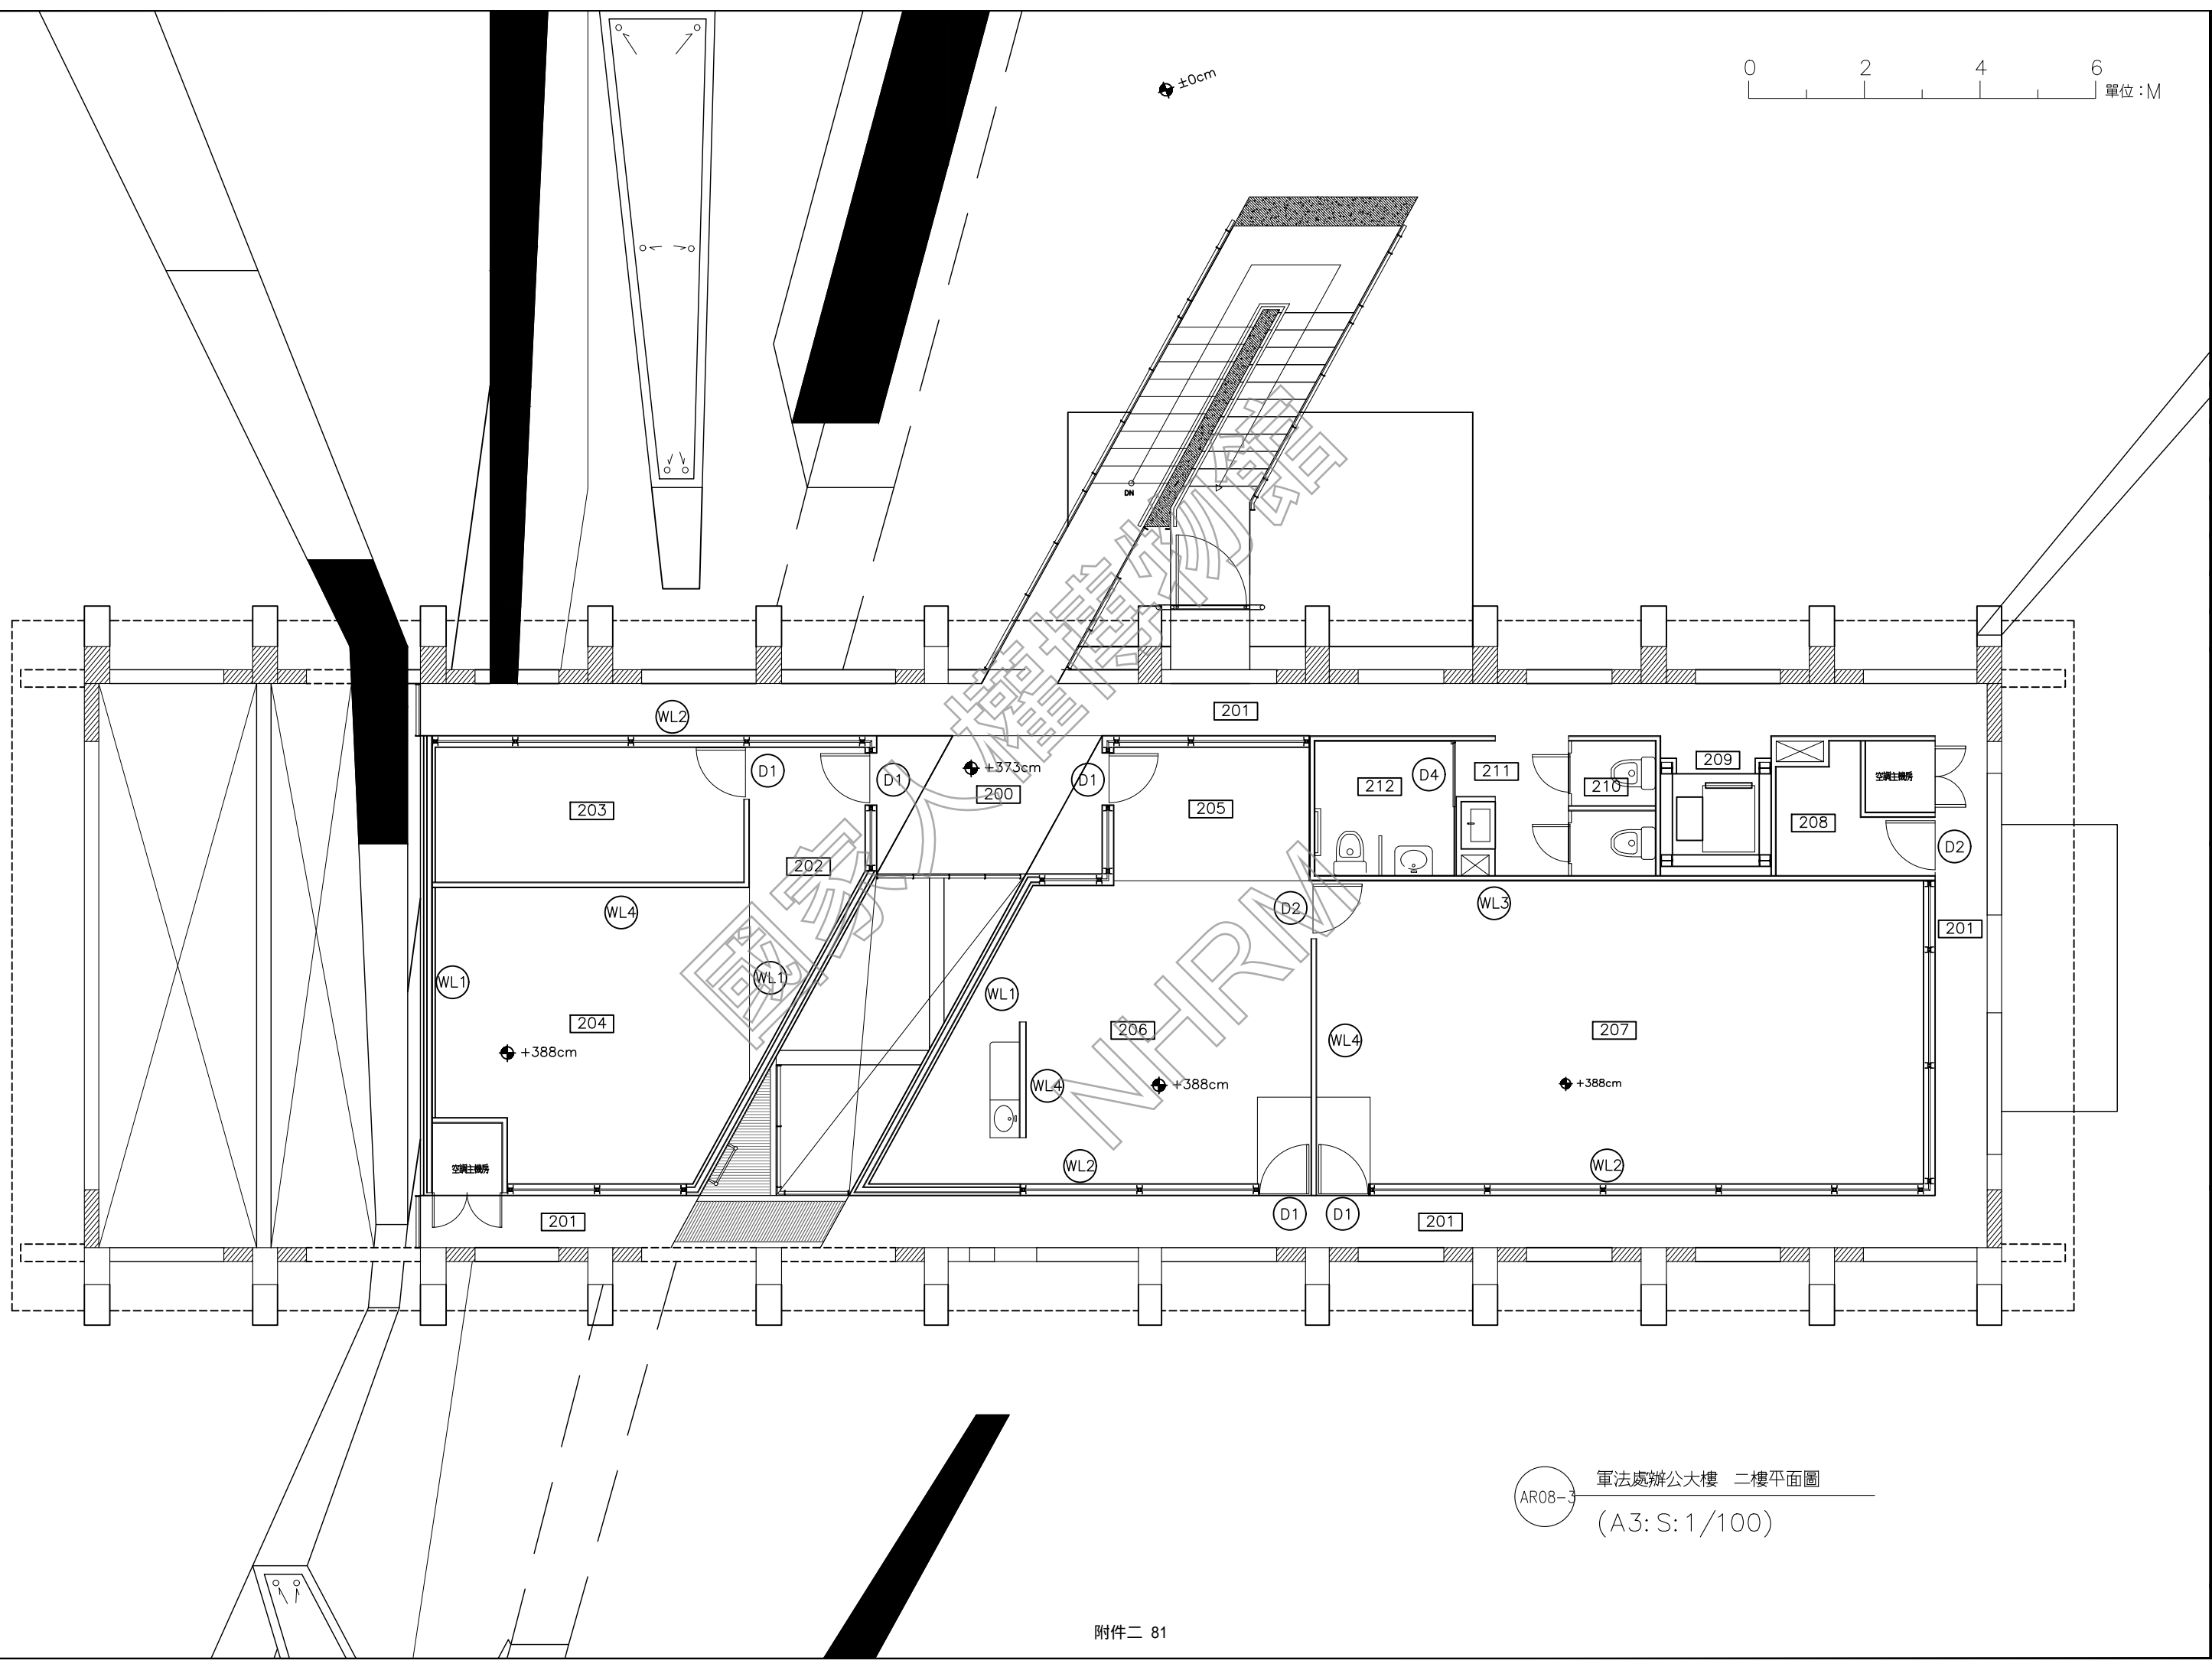 ±0cm
0 2 4 6
單位：M
DN
WL2
201
D1
D1
+373cm
D1
200
203
202
205
212
D4
211
210
209
208
空調主機房
D2
WL4
D2
WL3
201
WL1
WL1
WL1
204
+388cm
206
WL4
207
WL4
+388cm
+388cm
空調主機房
WL2
WL2
201
D1
D1
201
國家人權博物館
NHRM
AR08-3
軍法處辦公大樓 二樓平面圖
(A3:S:1/100)
附件二 81